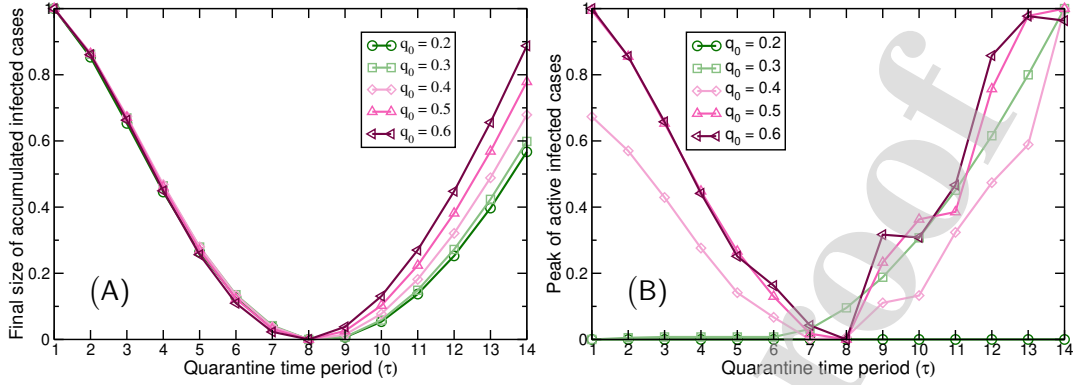 Final size of accumulated infected cases
1
0.8
0.6
0.4
0.2
0
1 2 3 4 5 6 7 8 9 10 11 12 13 14
Quarantine time period (τ)
(A)
q₀ = 0.2
q₀ = 0.3
q₀ = 0.4
q₀ = 0.5
q₀ = 0.6
Peak of active infected cases
1
0.8
0.6
0.4
0.2
0
1 2 3 4 5 6 7 8 9 10 11 12 13 14
Quarantine time period (τ)
(B)
q₀ = 0.2
q₀ = 0.3
q₀ = 0.4
q₀ = 0.5
q₀ = 0.6
roof